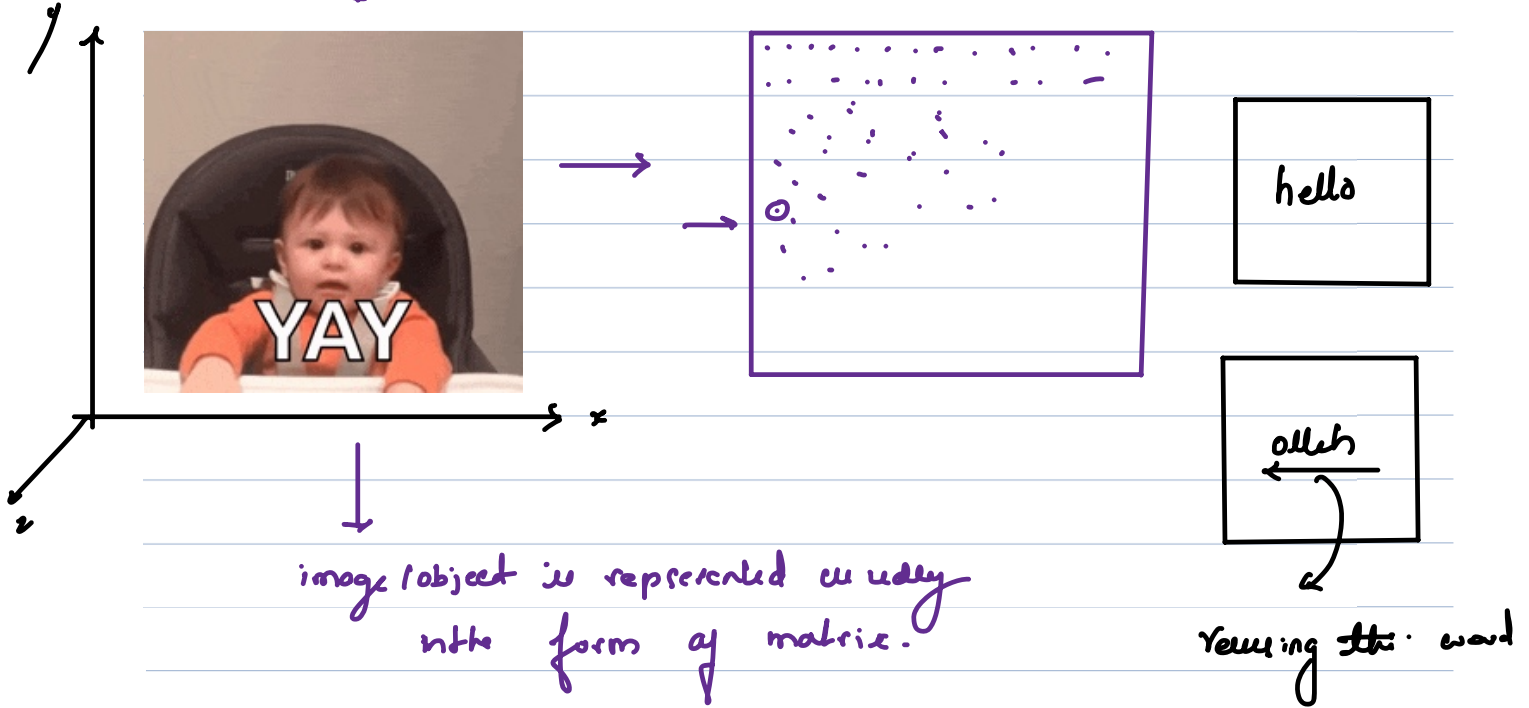 y
YAY
x
z
hello
olleh
image/object is represented usually
in the form of matrix.
reversing the word